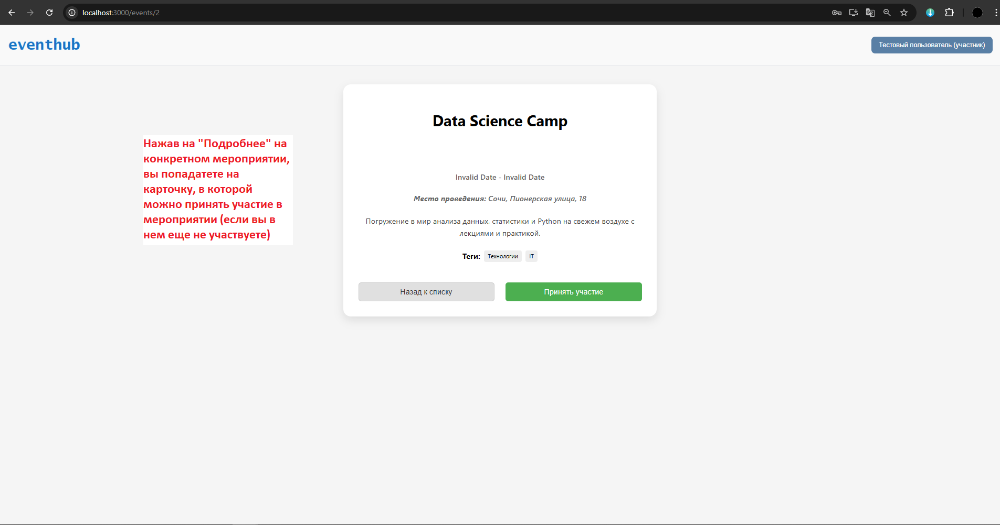 localhost:3000/events/2
eventhub
Тестовый пользователь (участник)
Data Science Camp
Нажав на "Подробнее" на
конкретном мероприятии,
вы попадатете на
карточку, в которой
можно принять участие в
мероприятии (если вы в
нем еще не участвуете)
Invalid Date - Invalid Date
Место проведения: Сочи, Пионерская улица, 18
Погружение в мир анализа данных, статистики и Python на свежем воздухе с
лекциями и практикой.
Теги: Технологии IT
Назад к списку Принять участие